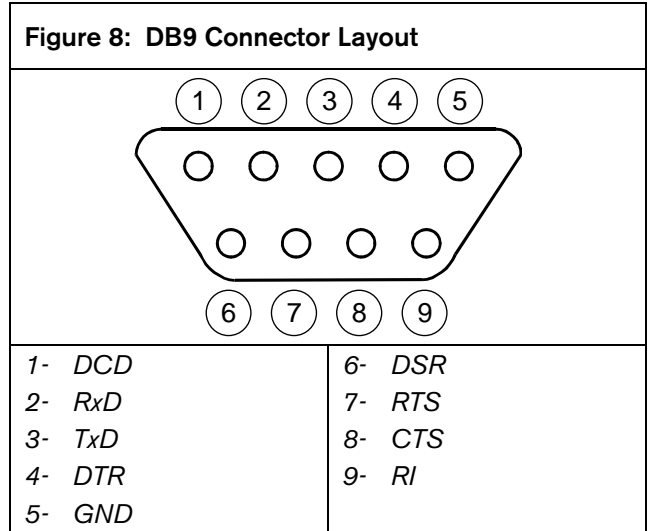 Figure 8: DB9 Connector Layout
1 2 3 4 5
6 7 8 9
1- DCD
2- RxD
3- TxD
4- DTR
5- GND
6- DSR
7- RTS
8- CTS
9- RI